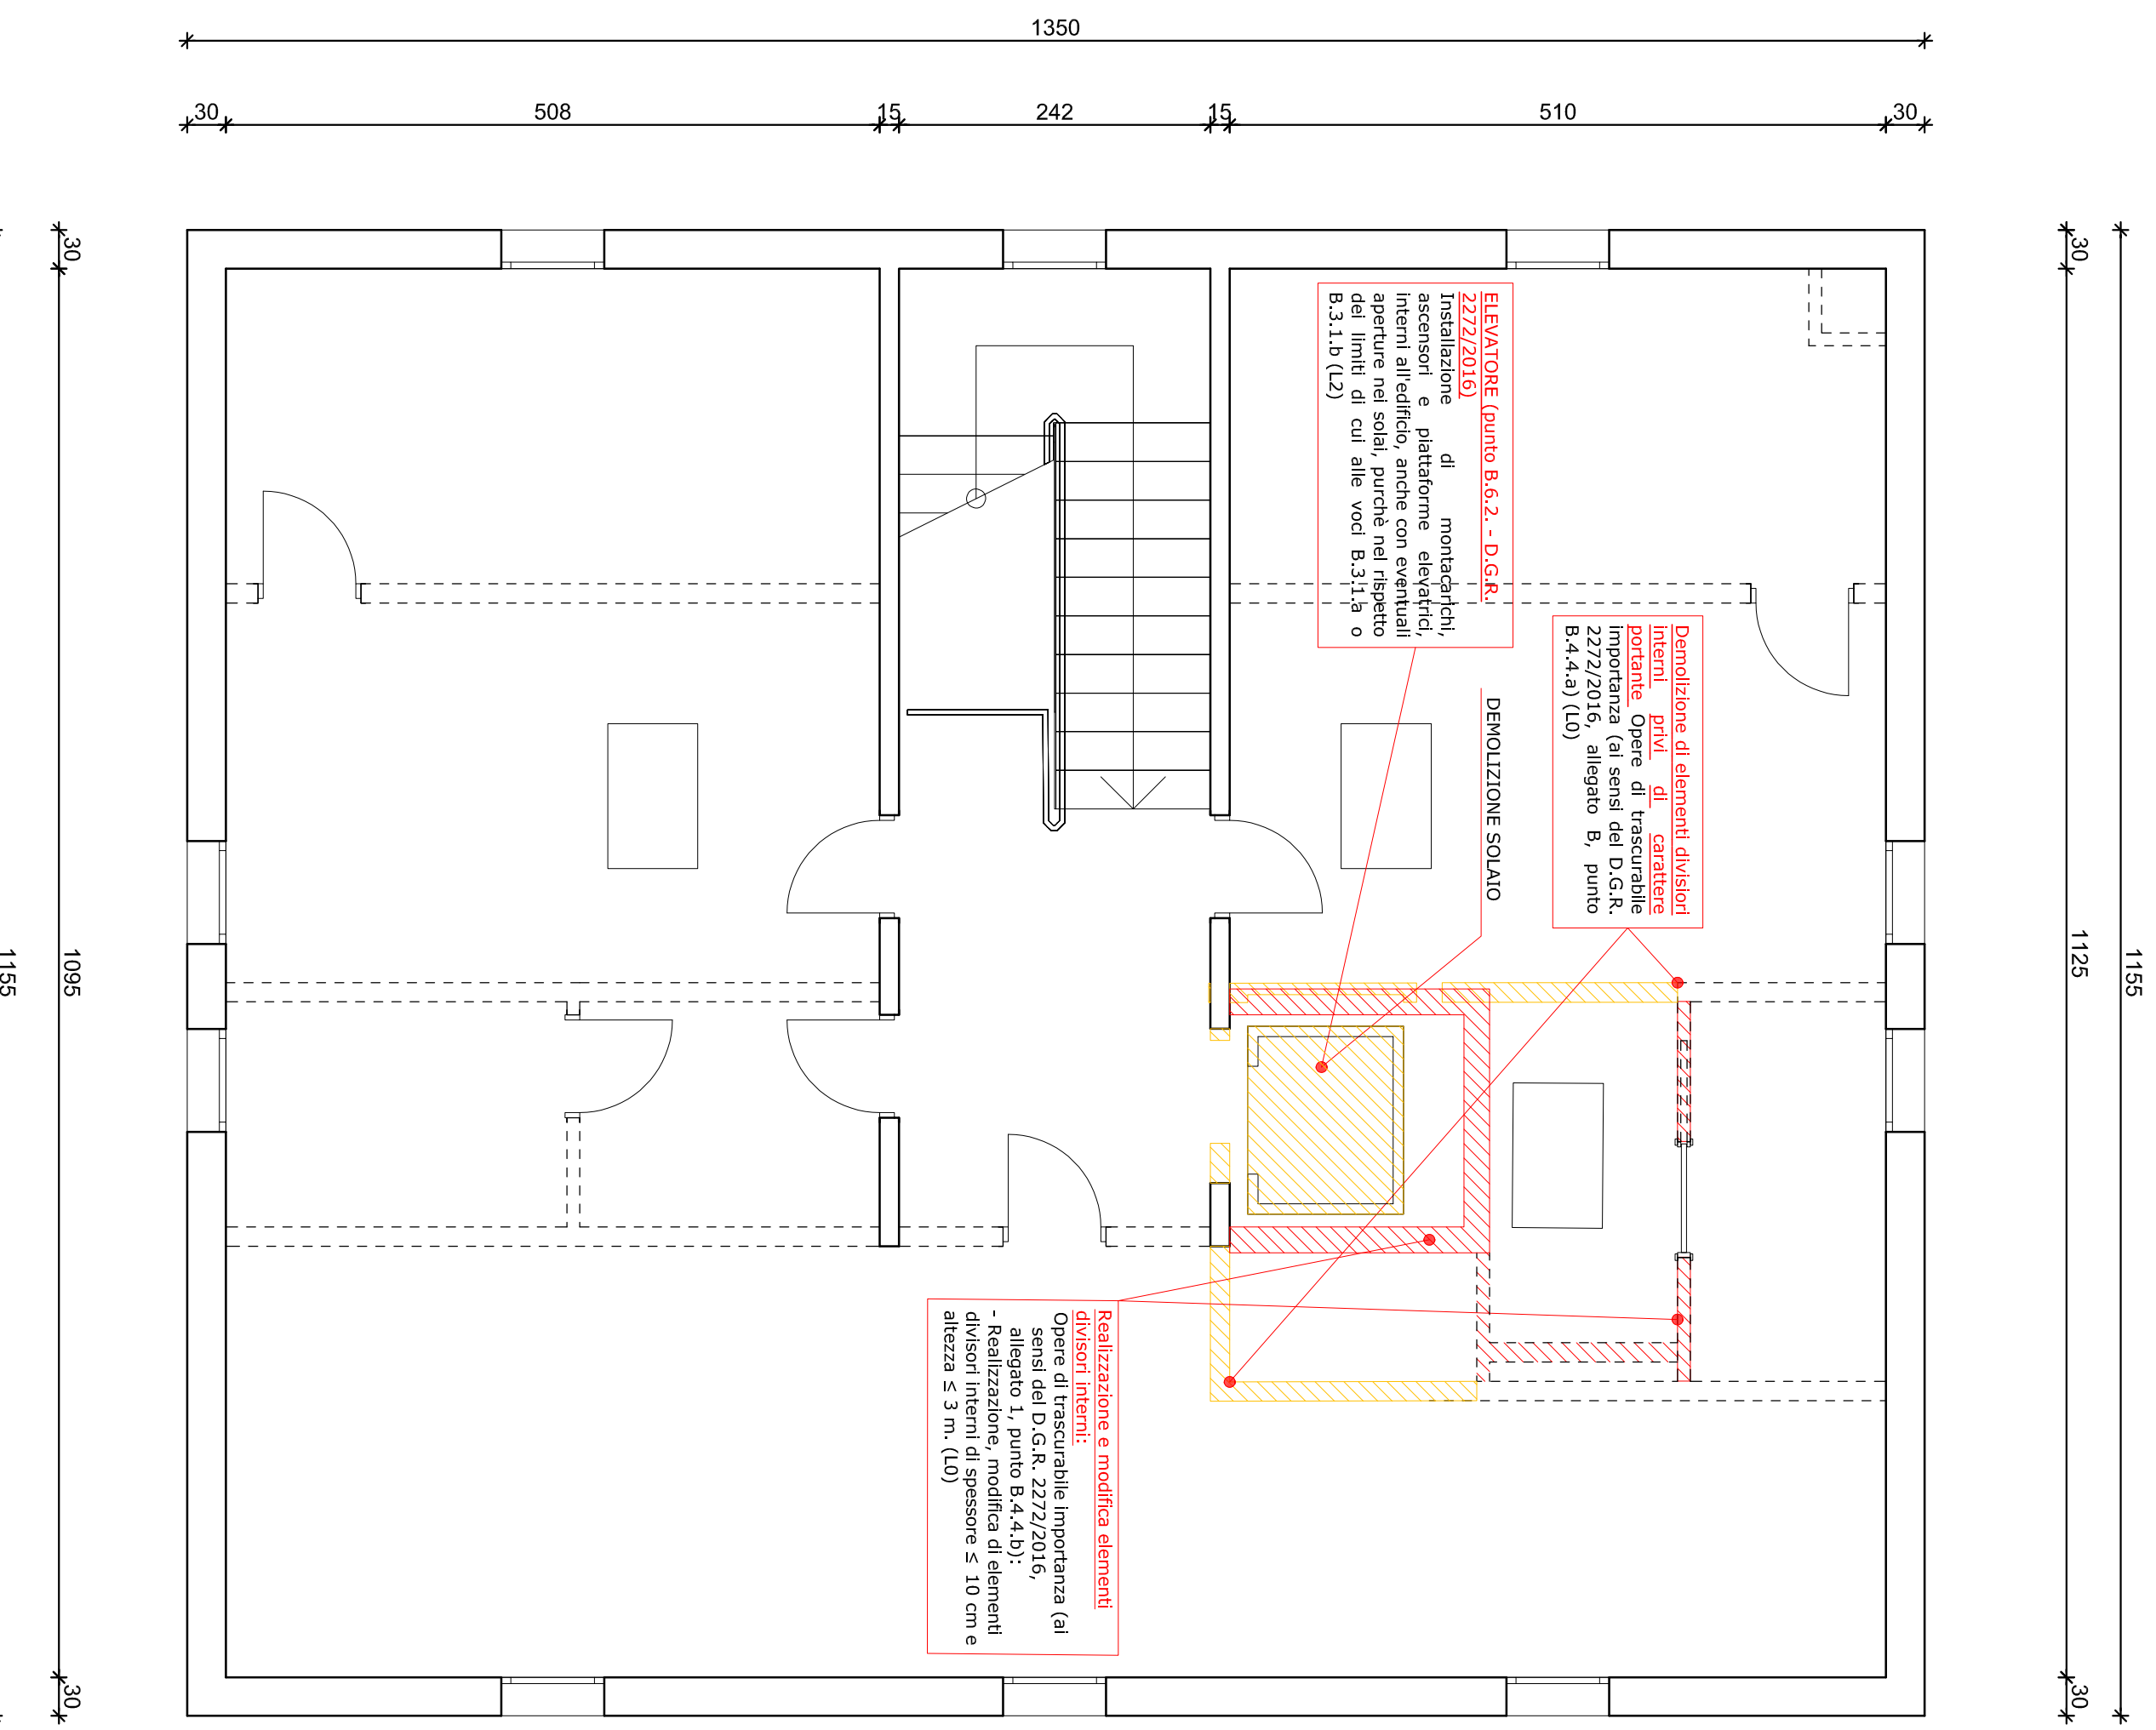 1350
30
508
15
242
15
510
30
30
1095
30
1155
30
1125
30
1155
ELEVATORE (punto B.6.2. - D.G.R.
2272/2016)
Installazione di montacarichi,
ascensori e piattaforme elevatrici,
interni all'edificio, anche con eventuali
aperture nei solai, purchè nel rispetto
dei limiti di cui alle voci B.3.1.a o
B.3.1.b (L2)
Demolizione di elementi divisiori
interni privi di carattere
portante Opere di trascurabile
importanza (ai sensi del D.G.R.
2272/2016, allegato B, punto
B.4.4.a) (L0)
DEMOLIZIONE SOLAIO
Realizzazione e modifica elementi
divisori interni:
Opere di trascurabile importanza (ai
sensi del D.G.R. 2272/2016,
allegato 1, punto B.4.4.b):
- Realizzazione, modifica di elementi
divisori interni di spessore ≤ 10 cm e
altezza ≤ 3 m. (L0)